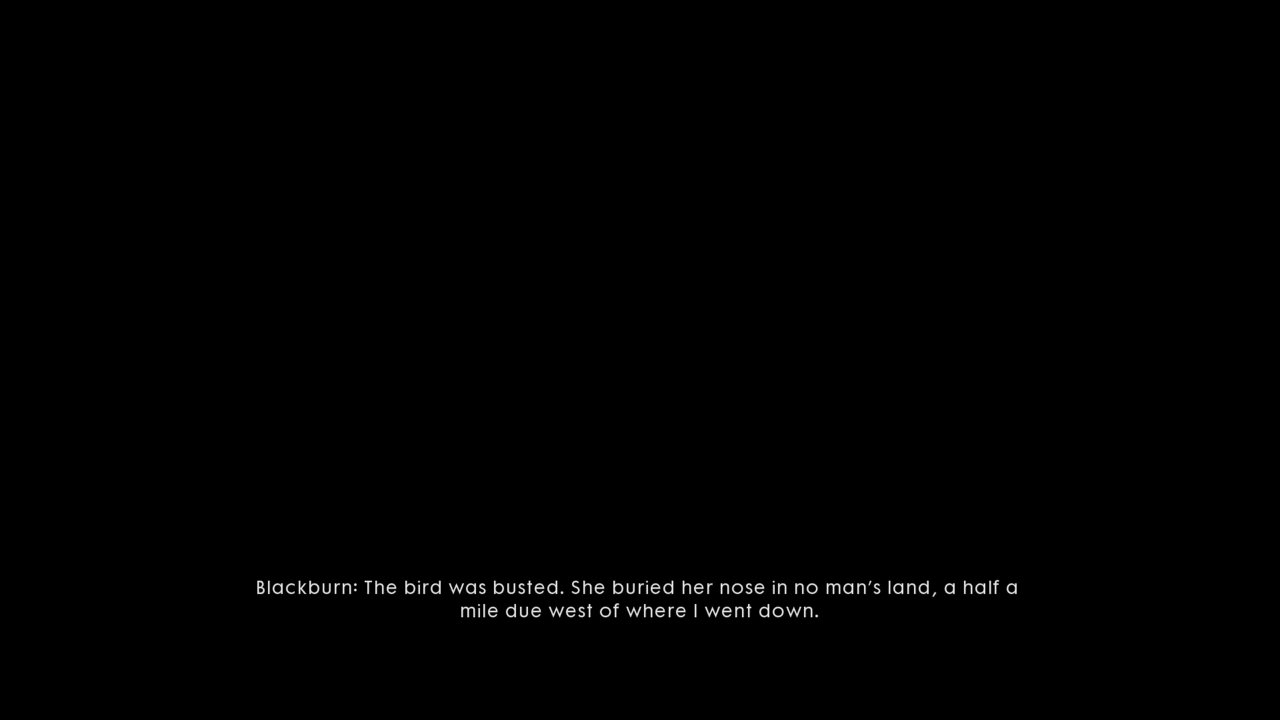 Blackburn: The bird was busted. She buried her nose in no man's land, a half a
mile due west of where I went down.